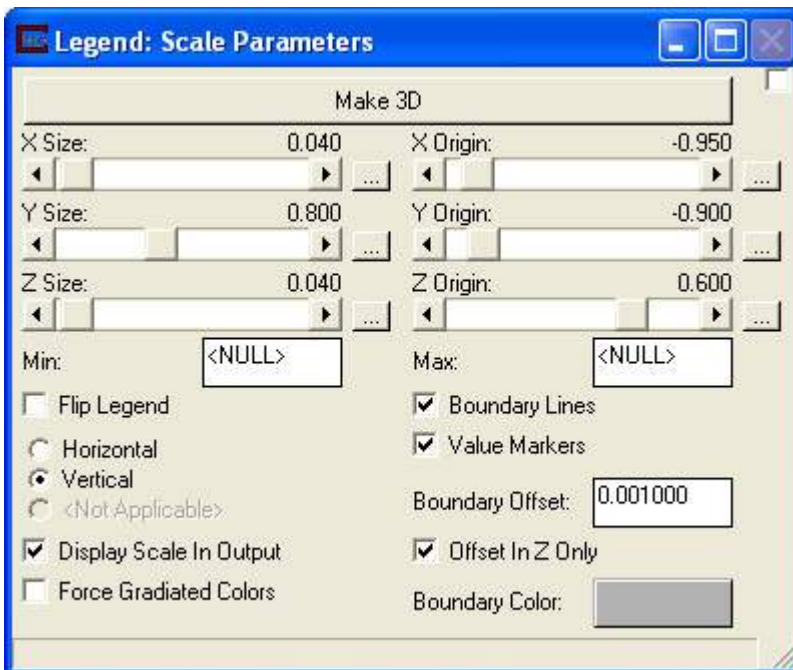 Legend: Scale Parameters
Make 3D
X Size: 0.040 X Origin: -0.950
... ...
Y Size: 0.800 Y Origin: -0.900
... ...
Z Size: 0.040 Z Origin: 0.600
... ...
Min: <NULL> Max: <NULL>
Flip Legend Boundary Lines
Horizontal Value Markers
Vertical
<Not Applicable> Boundary Offset: 0.001000
Display Scale In Output Offset In Z Only
Force Gradiated Colors Boundary Color: